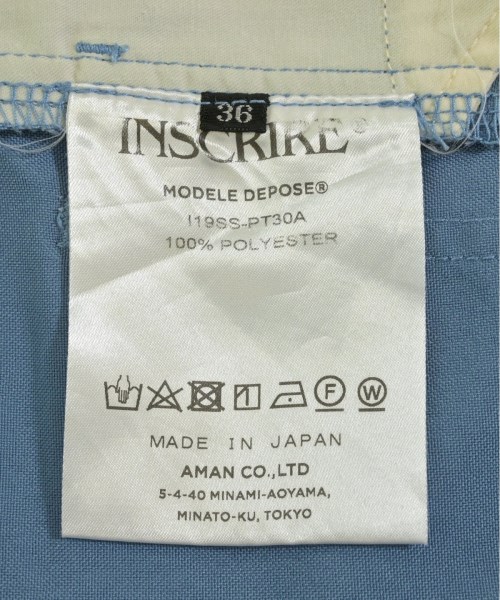 36
INSCRIRE®
MODELE DEPOSE®
I19SS-PT30A
100% POLYESTER
MADE IN JAPAN
AMAN CO.,LTD
5-4-40 MINAMI-AOYAMA,
MINATO-KU, TOKYO